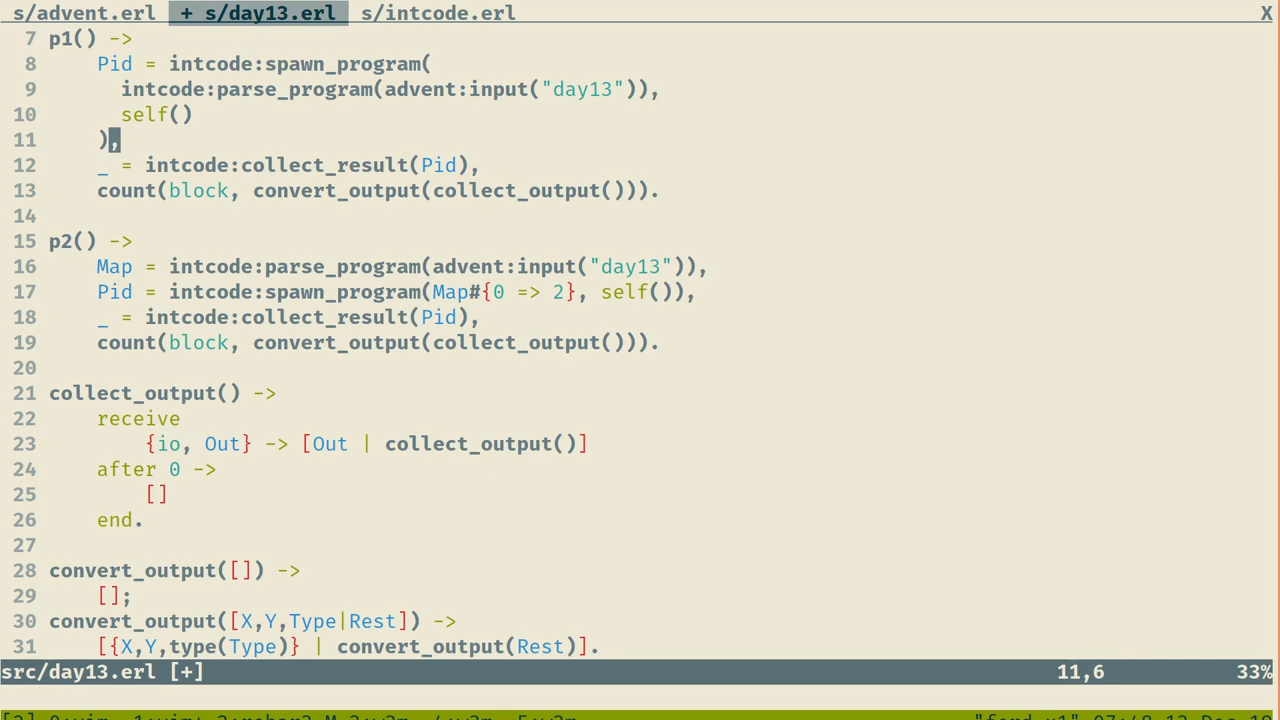 s/advent.erl + s/day13.erl s/intcode.erl X
7 p1() ->
8     Pid = intcode:spawn_program(
9       intcode:parse_program(advent:input("day13")),
10       self()
11     ),
12     _ = intcode:collect_result(Pid),
13     count(block, convert_output(collect_output())).
14
15 p2() ->
16     Map = intcode:parse_program(advent:input("day13")),
17     Pid = intcode:spawn_program(Map#{0 => 2}, self()),
18     _ = intcode:collect_result(Pid),
19     count(block, convert_output(collect_output())).
20
21 collect_output() ->
22     receive
23         {io, Out} -> [Out | collect_output()]
24     after 0 ->
25         []
26     end.
27
28 convert_output([]) ->
29     [];
30 convert_output([X,Y,Type|Rest]) ->
31     [{X,Y,type(Type)} | convert_output(Rest)].
src/day13.erl [+] 11,6 33%